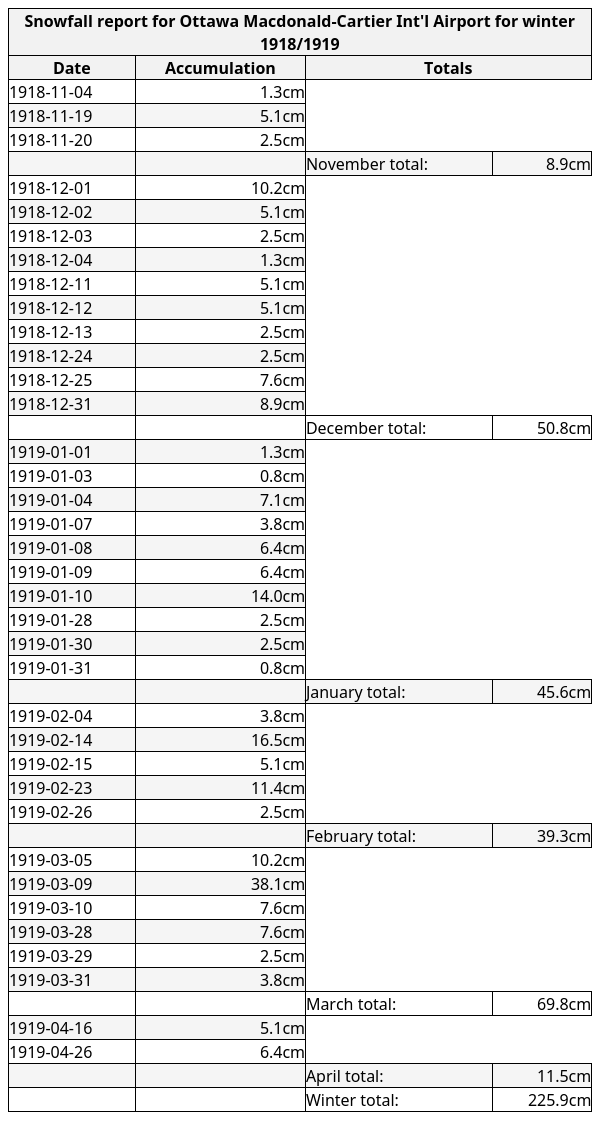 Snowfall report for Ottawa Macdonald-Cartier Int'l Airport for winter
1918/1919
Date Accumulation Totals
1918-11-04 1.3cm
1918-11-19 5.1cm
1918-11-20 2.5cm
November total: 8.9cm
1918-12-01 10.2cm
1918-12-02 5.1cm
1918-12-03 2.5cm
1918-12-04 1.3cm
1918-12-11 5.1cm
1918-12-12 5.1cm
1918-12-13 2.5cm
1918-12-24 2.5cm
1918-12-25 7.6cm
1918-12-31 8.9cm
December total: 50.8cm
1919-01-01 1.3cm
1919-01-03 0.8cm
1919-01-04 7.1cm
1919-01-07 3.8cm
1919-01-08 6.4cm
1919-01-09 6.4cm
1919-01-10 14.0cm
1919-01-28 2.5cm
1919-01-30 2.5cm
1919-01-31 0.8cm
January total: 45.6cm
1919-02-04 3.8cm
1919-02-14 16.5cm
1919-02-15 5.1cm
1919-02-23 11.4cm
1919-02-26 2.5cm
February total: 39.3cm
1919-03-05 10.2cm
1919-03-09 38.1cm
1919-03-10 7.6cm
1919-03-28 7.6cm
1919-03-29 2.5cm
1919-03-31 3.8cm
March total: 69.8cm
1919-04-16 5.1cm
1919-04-26 6.4cm
April total: 11.5cm
Winter total: 225.9cm